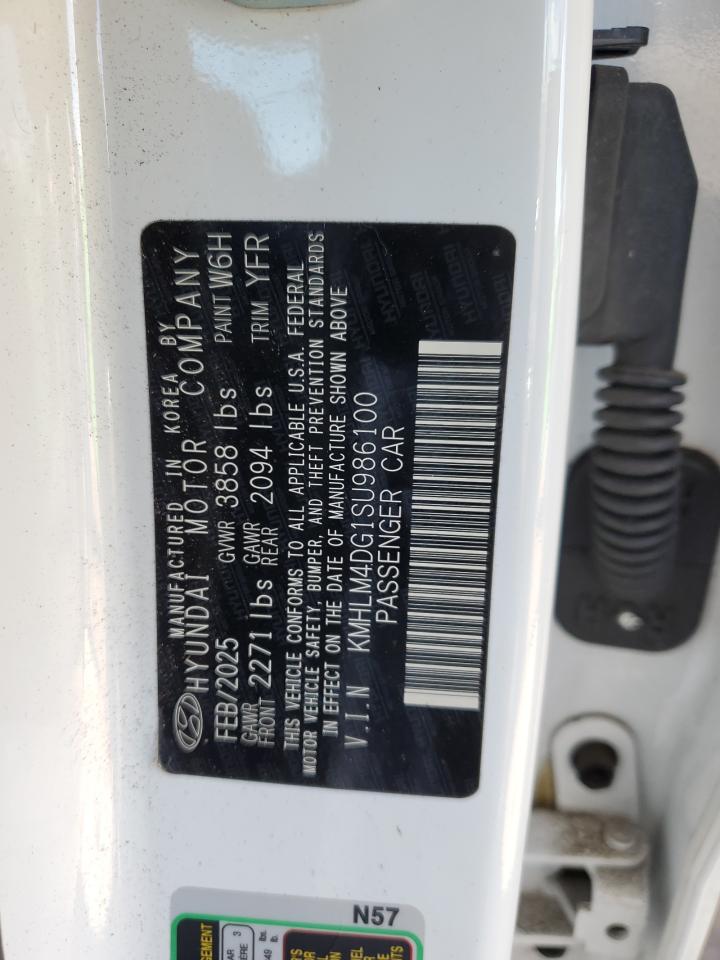 MANUFACTURED IN KOREA BY
HYUNDAI MOTOR COMPANY
FEB/2025 GVWR 3858 lbs PAINT W6H
GAWR FRONT 2271 lbs GAWR REAR 2094 lbs TRIM YFR
THIS VEHICLE CONFORMS TO ALL APPLICABLE U.S.A. FEDERAL
MOTOR VEHICLE SAFETY, BUMPER, AND THEFT PREVENTION STANDARDS
IN EFFECT ON THE DATE OF MANUFACTURE SHOWN ABOVE
V.I.N KMHLM4DG1SU986100
PASSENGER CAR
N57